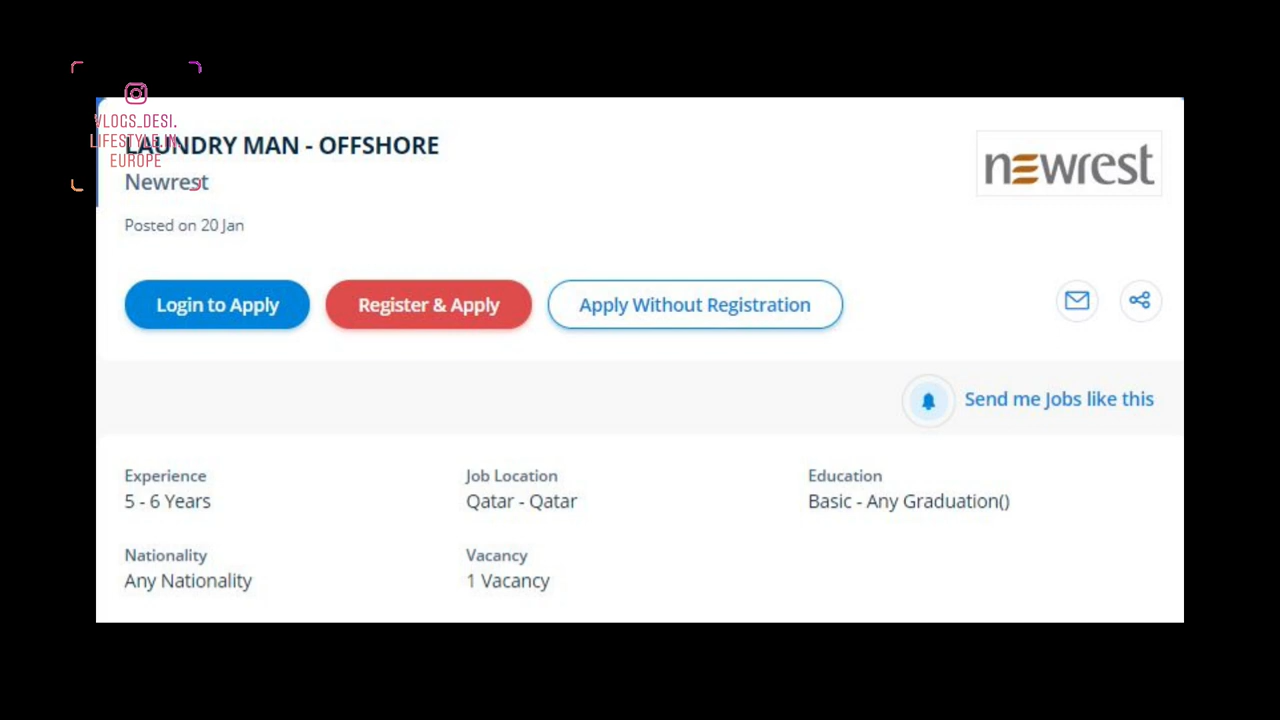 VLOGS_DESI.
LIFESTYLE.IN.
EUROPE
LAUNDRY MAN - OFFSHORE
Newrest
newrest
Posted on 20 Jan
Login to Apply
Register & Apply
Apply Without Registration
Send me Jobs like this
Experience
5 - 6 Years
Job Location
Qatar - Qatar
Education
Basic - Any Graduation()
Nationality
Any Nationality
Vacancy
1 Vacancy